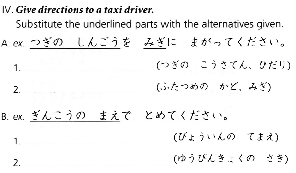 IV. Give directions to a taxi driver.
Substitute the underlined parts with the alternatives given.
A. ex. つぎの しんごうを みぎに まがってください。
1. (つぎの こうさてん、ひだり)
2. (ふたつめの かど、みぎ)
B. ex. ぎんこうの まえで とめてください。
1. (びょういんの てまえ)
2. (ゆうびんきょくの さき)